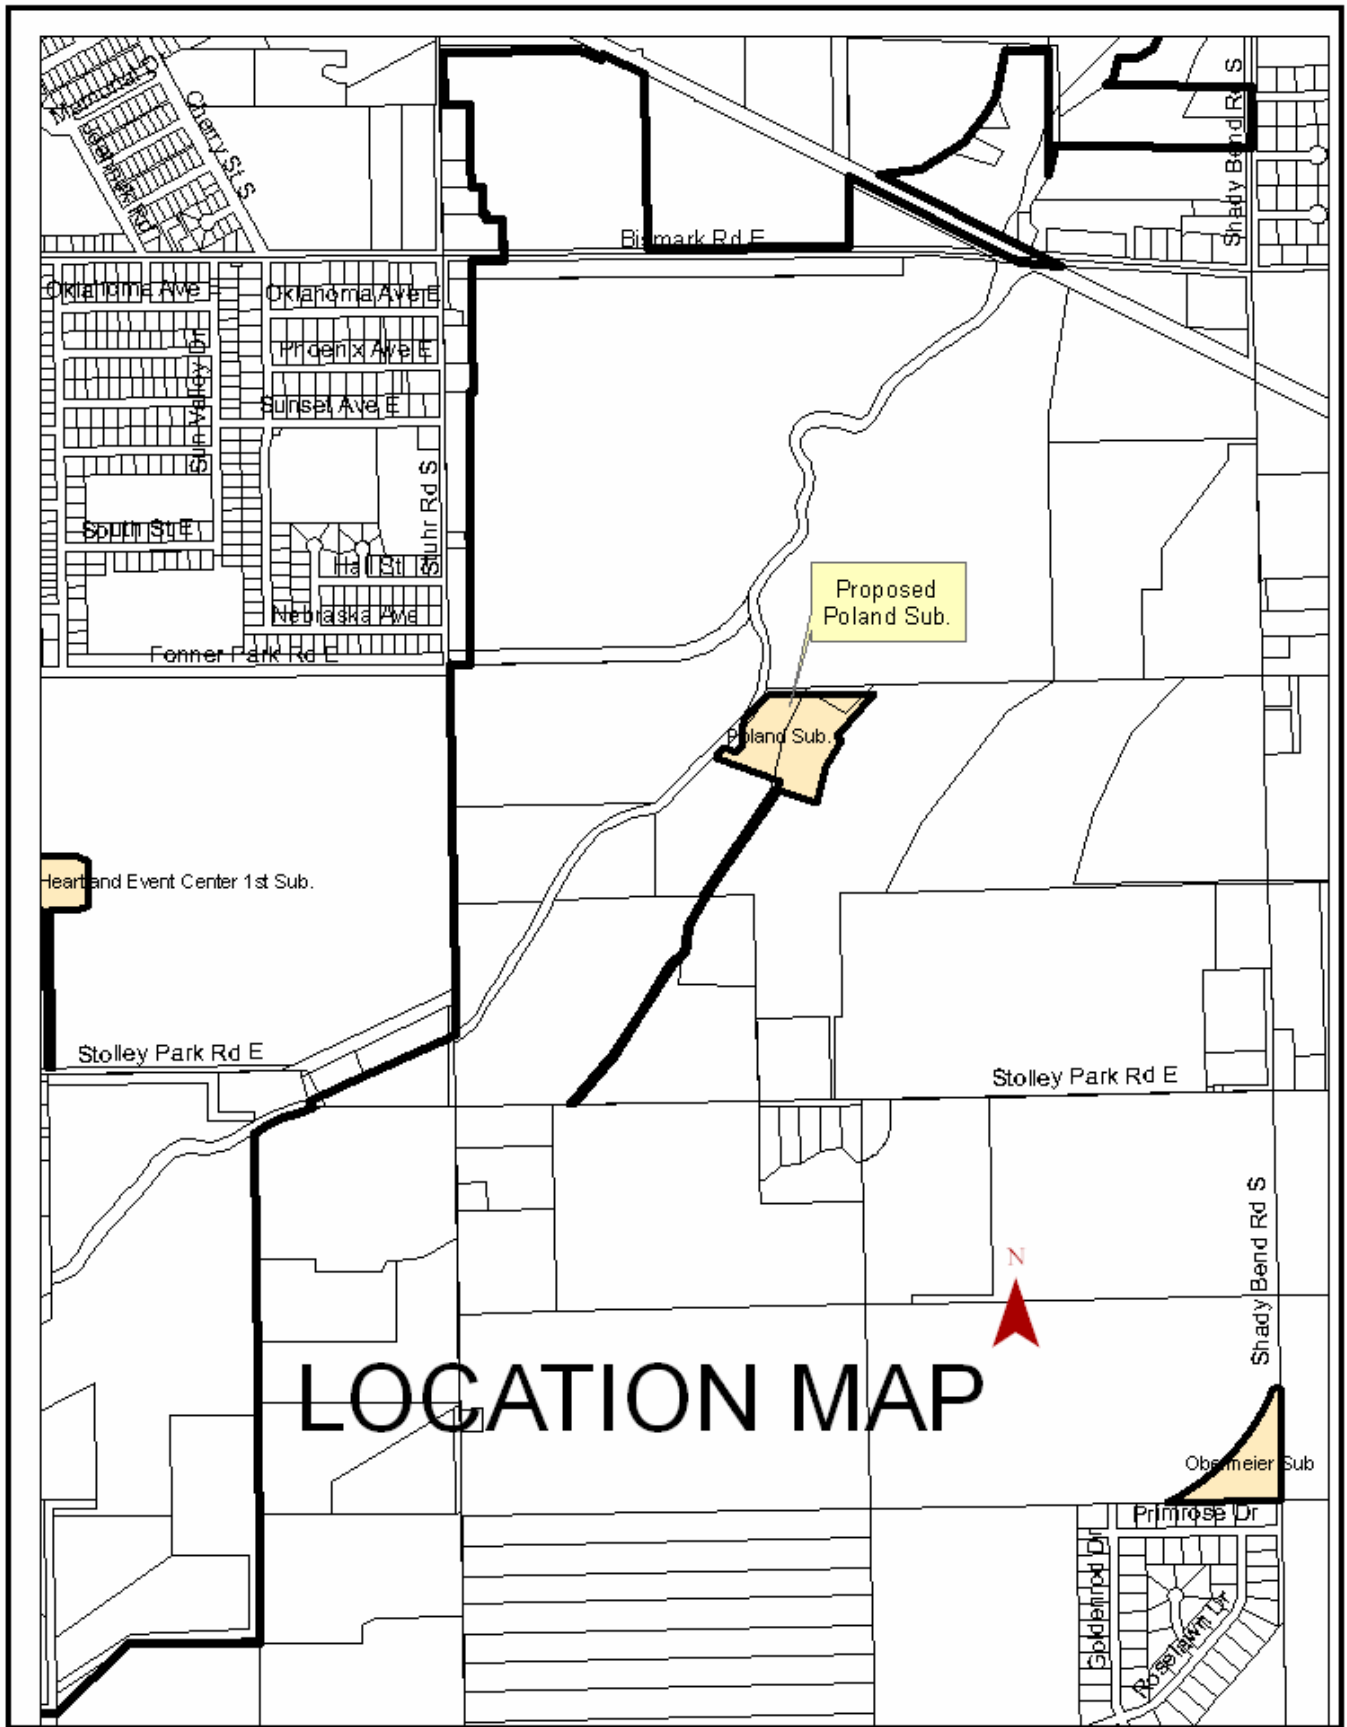 Memorial
Cherry St S
Shady Bend Rd S
Bismark Rd E
Oklahoma Ave E
Oklahoma Ave E
Sun Valley Dr
Phoenix Ave E
Sunset Ave E
Stuhr Rd S
South St E
Hall St
Nebraska Ave
Fonner Park Rd E
Proposed
Poland Sub.
Poland Sub.
Heartland Event Center 1st Sub.
Stolley Park Rd E
Stolley Park Rd E
Shady Bend Rd S
N
LOCATION MAP
Obermeier Sub
Primrose Dr
Goldenrod Dr
Roselawn Dr